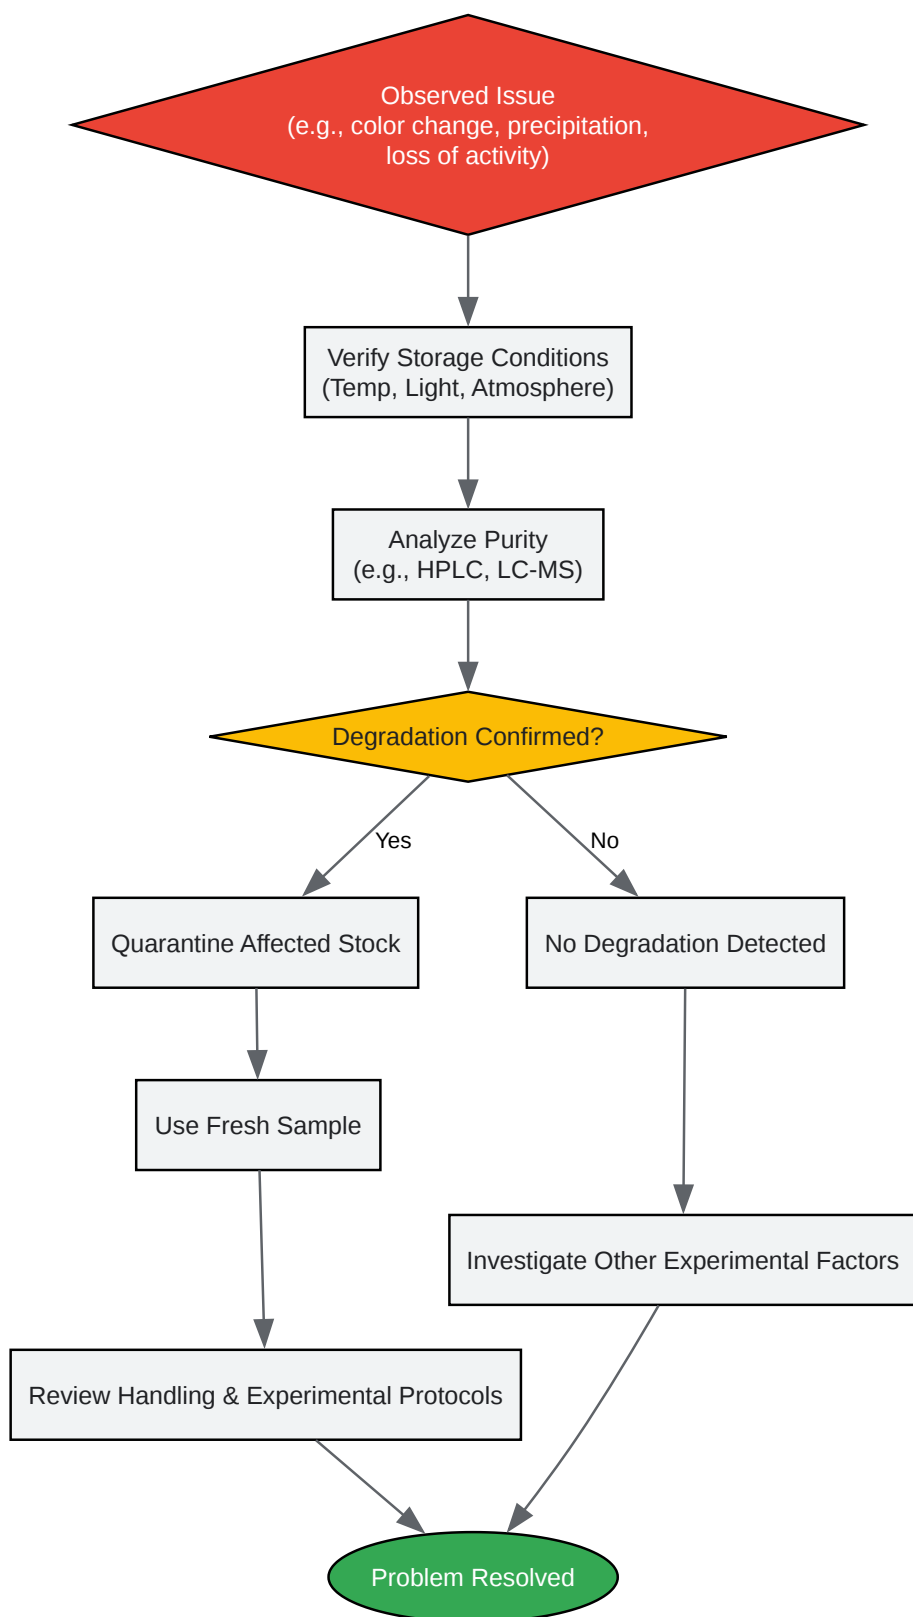 Observed Issue
(e.g., color change, precipitation,
loss of activity)
Verify Storage Conditions
(Temp, Light, Atmosphere)
Analyze Purity
(e.g., HPLC, LC-MS)
Degradation Confirmed?
Yes
No
Quarantine Affected Stock
No Degradation Detected
Use Fresh Sample
Investigate Other Experimental Factors
Review Handling & Experimental Protocols
Problem Resolved